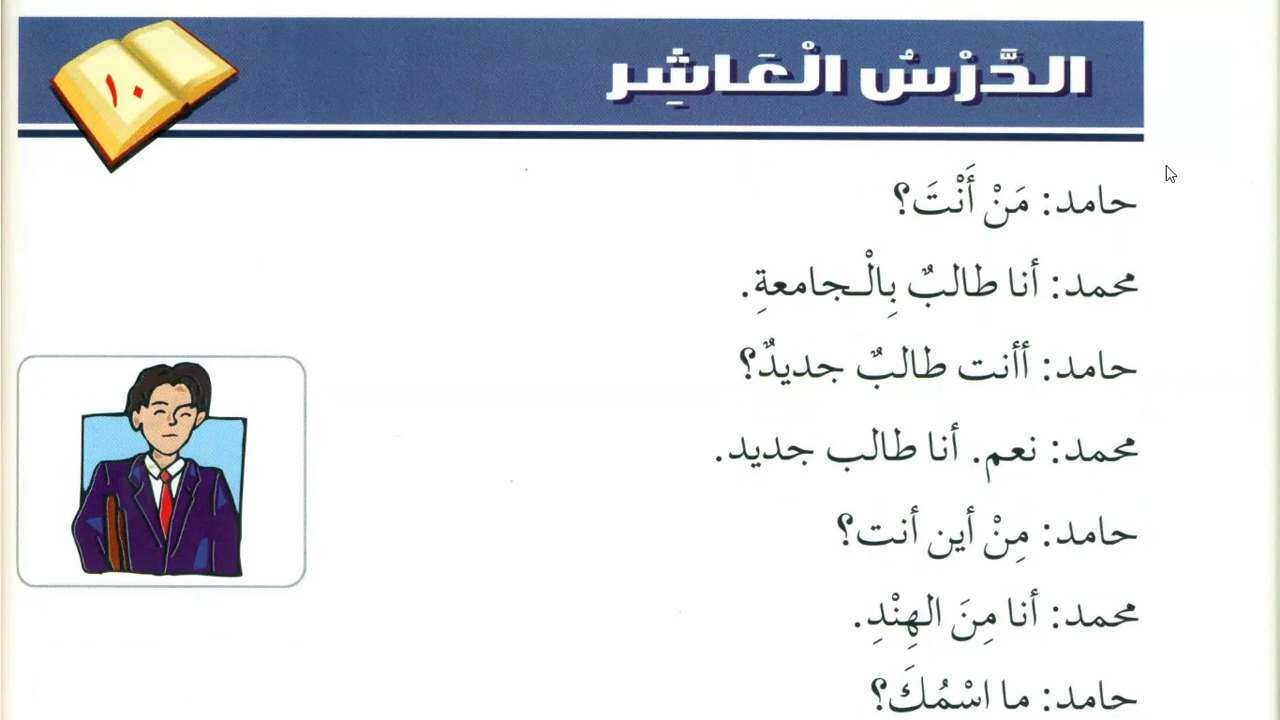 الدَّرْسُ الْعَاشِر
١٠
حامد: مَنْ أَنْتَ؟
محمد: أنا طالبٌ بِالْـجامعةِ.
حامد: أأنت طالبٌ جديدٌ؟
محمد: نعم. أنا طالب جديد.
حامد: مِنْ أين أنت؟
محمد: أنا مِنَ الهِنْدِ.
حامد: ما اسْمُكَ؟